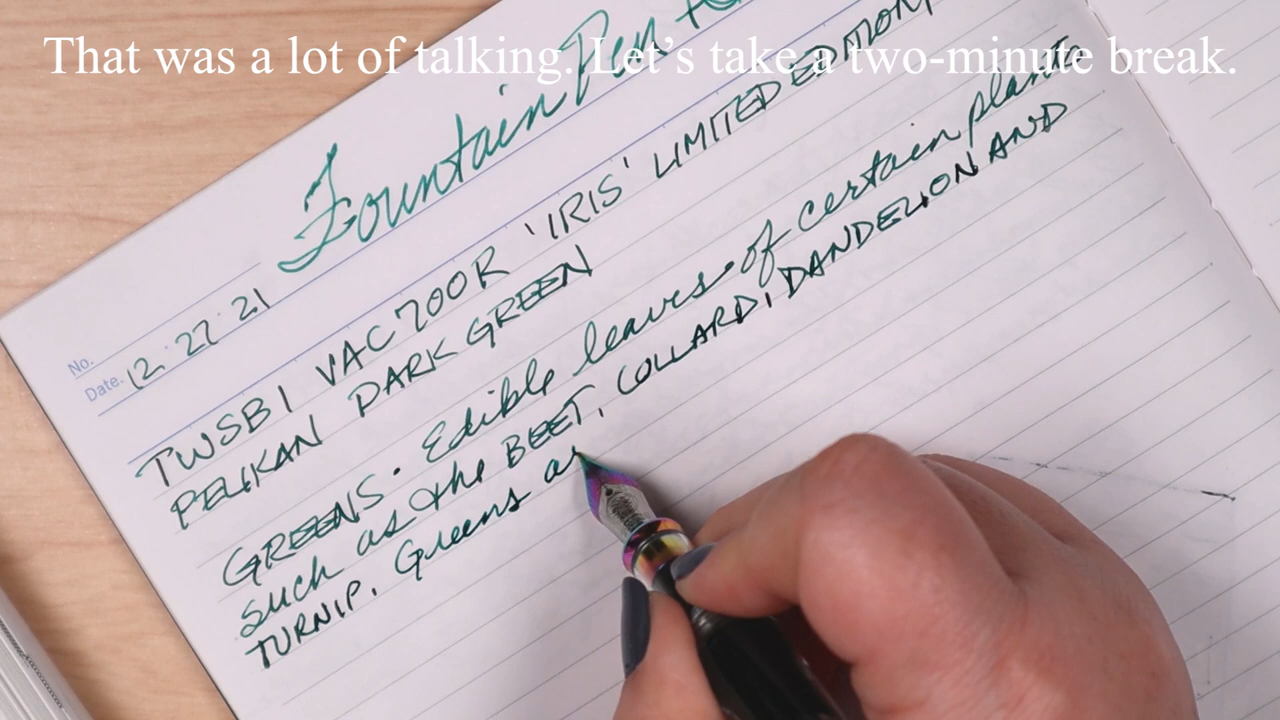 That was a lot of talking. Let's take a two-minute break.
Fountain Pen
No.
Date. 12 27 21
TWSBI VAC700R 'IRIS' LIMITED EDITION
PELIKAN DARK GREEN
GREENS. Edible leaves of certain plants
such as the BEET, COLLARD, DANDELION AND
TURNIP. Greens